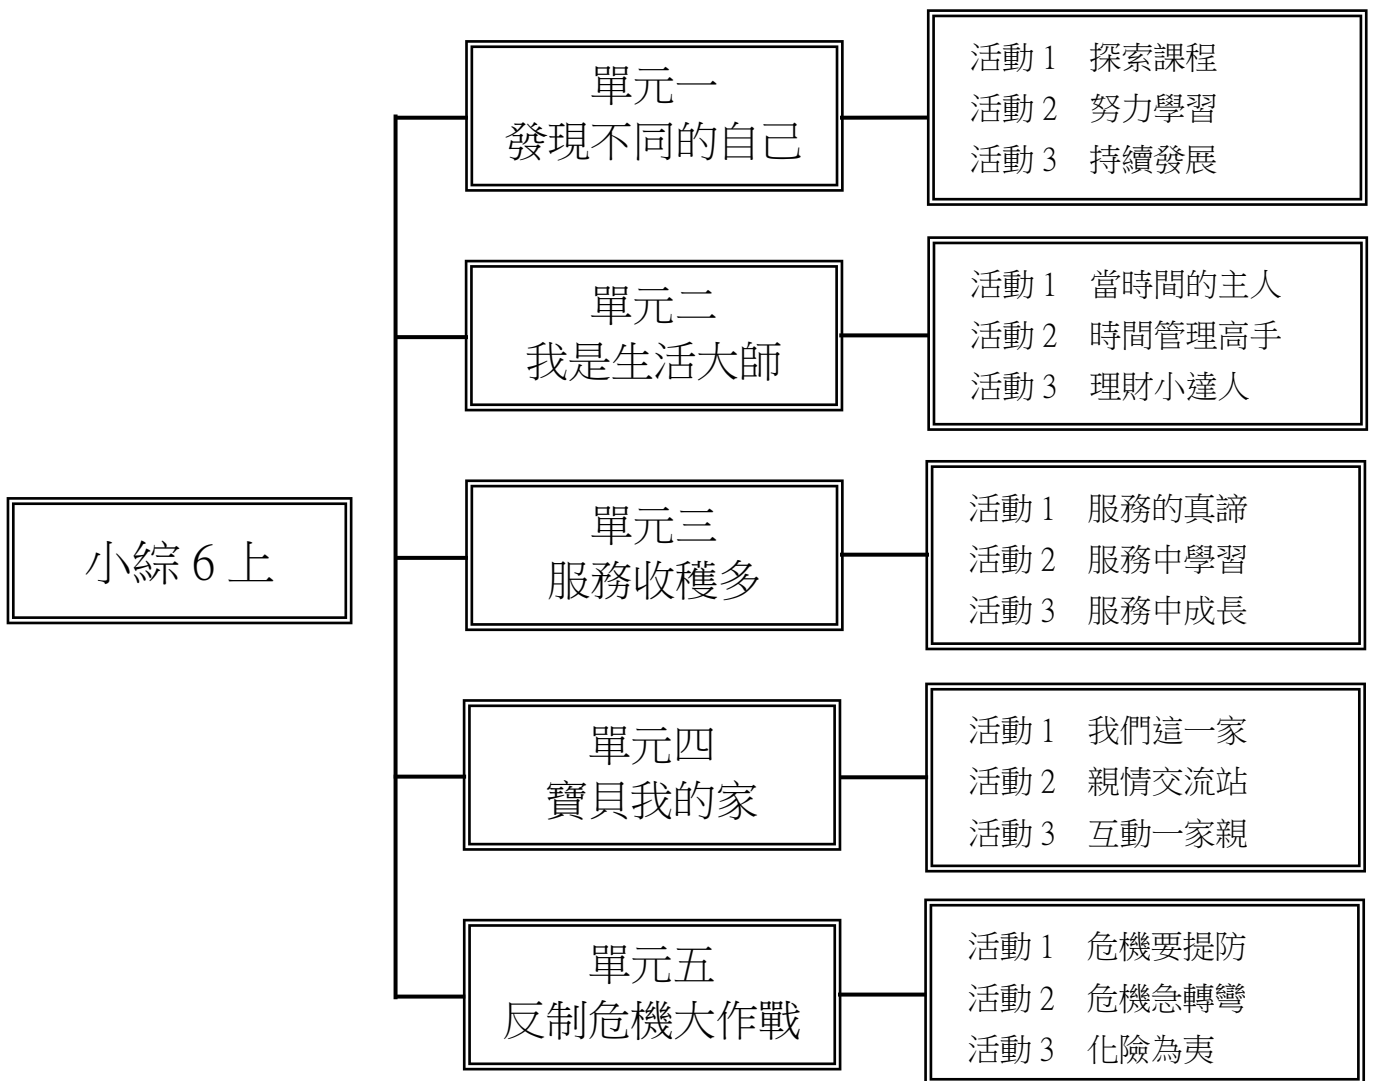 小綜 6 上
單元一
發現不同的自己
活動 1 探索課程
活動 2 努力學習
活動 3 持續發展
單元二
我是生活大師
活動 1 當時間的主人
活動 2 時間管理高手
活動 3 理財小達人
單元三
服務收穫多
活動 1 服務的真諦
活動 2 服務中學習
活動 3 服務中成長
單元四
寶貝我的家
活動 1 我們這一家
活動 2 親情交流站
活動 3 互動一家親
單元五
反制危機大作戰
活動 1 危機要提防
活動 2 危機急轉彎
活動 3 化險為夷